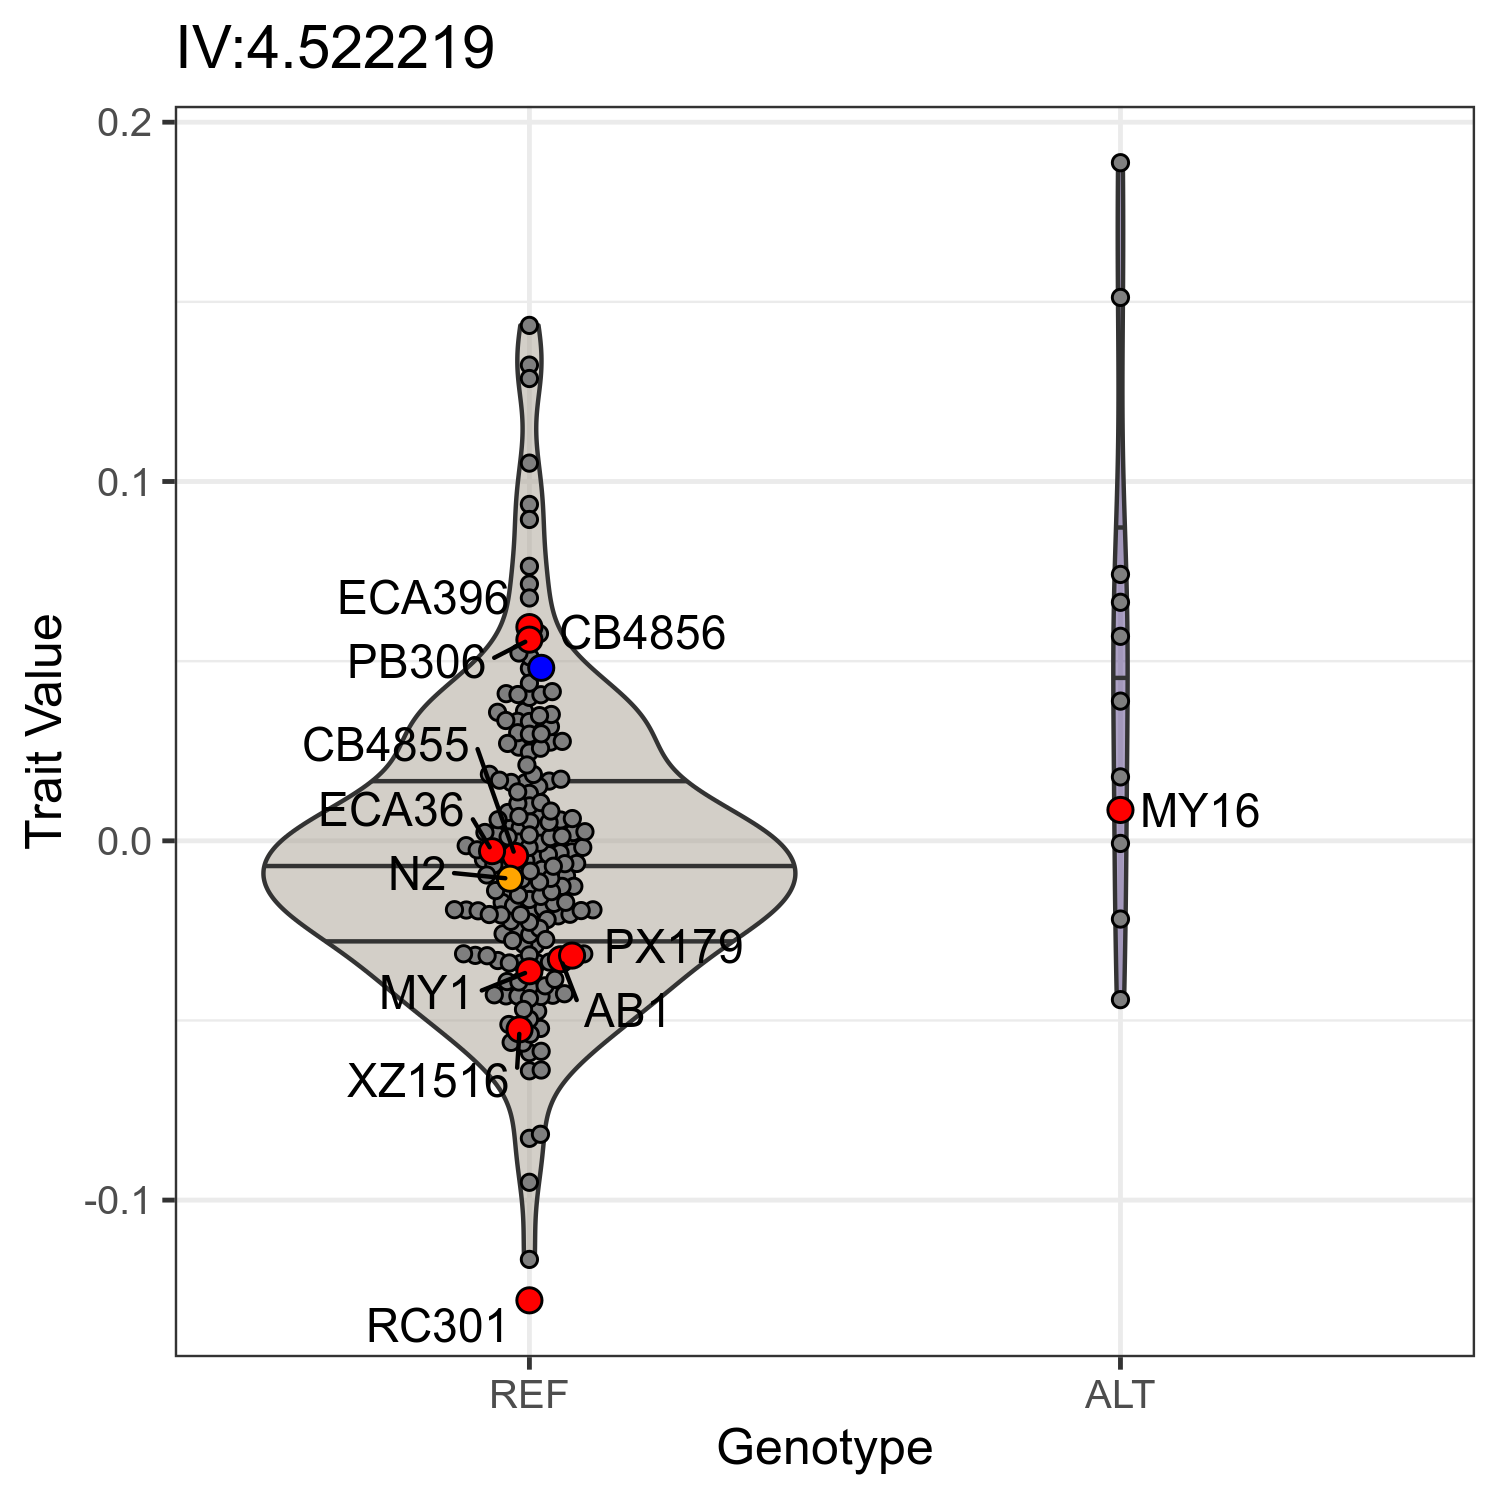 IV:4.522219
0.2
0.1
0.0
-0.1
Trait Value
ECA396
CB4856
PB306
CB4855
ECA36
MY16
N2
PX179
MY1
AB1
XZ1516
RC301
REF
ALT
Genotype